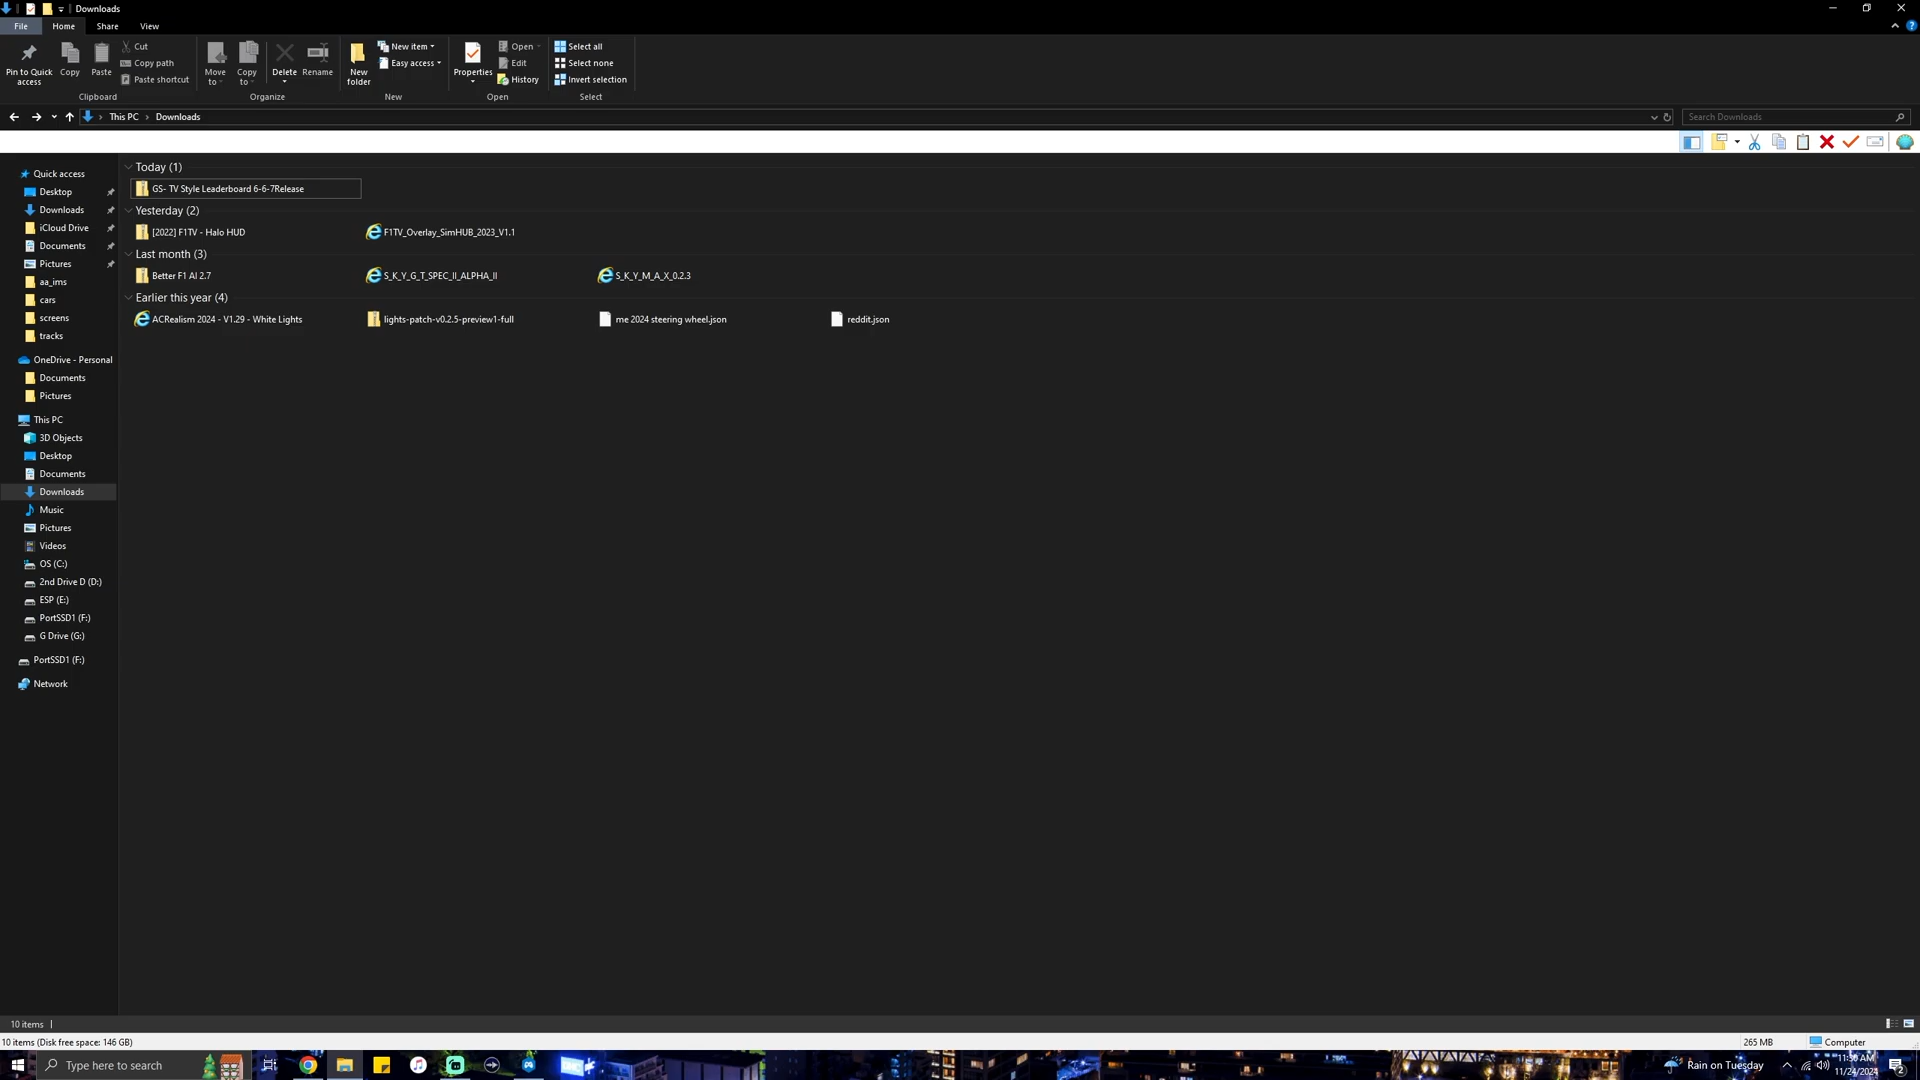 Downloads
File Home Share View
Pin to Quick access
Copy
Paste
Cut
Copy path
Paste shortcut
Clipboard
Move to
Copy to
Delete
Rename
Organize
New folder
New item
Easy access
New
Properties
Open
Edit
History
Open
Select all
Select none
Invert selection
Select
This PC > Downloads
Search Downloads
Quick access
Desktop
Downloads
iCloud Drive
Documents
Pictures
aa_ims
cars
screens
tracks
OneDrive - Personal
Documents
Pictures
This PC
3D Objects
Desktop
Documents
Downloads
Music
Pictures
Videos
OS (C:)
2nd Drive D (D:)
ESP (E:)
PortSSD1 (F:)
G Drive (G:)
PortSSD1 (F:)
Network
Today (1)
GS- TV Style Leaderboard 6-6-7Release
Yesterday (2)
[2022] F1TV - Halo HUD
F1TV_Overlay_SimHUB_2023_V1.1
Last month (3)
Better F1 AI 2.7
S_K_Y_G_T_SPEC_II_ALPHA_II
S_K_Y_M_A_X_0.2.3
Earlier this year (4)
ACRealism 2024 - V1.29 - White Lights
lights-patch-v0.2.5-preview1-full
me 2024 steering wheel.json
reddit.json
10 items
10 items (Disk free space: 146 GB)
265 MB
Computer
Type here to search
Rain on Tuesday
11:30 AM
11/24/2024
2